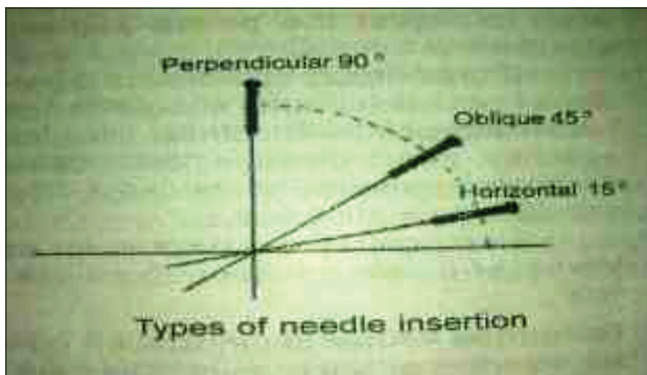 Perpendicular 90°
Oblique 45°
Horizontal 15°
Types of needle insertion